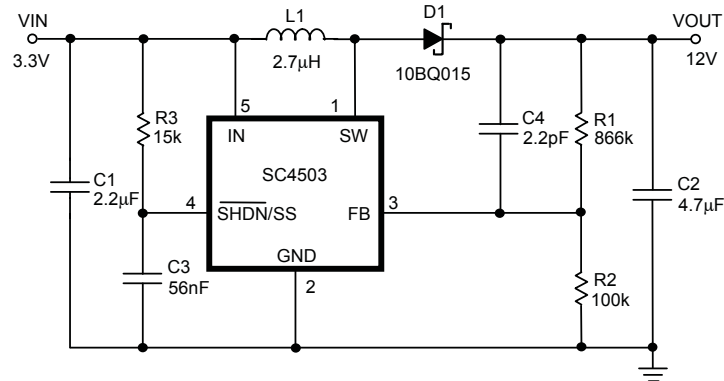 VIN
3.3V
L1
2.7μH
D1
10BQ015
VOUT
12V
R3
15k
5
IN
1
SW
C4
2.2pF
R1
866k
C1
2.2μF
SC4503
4
SHDN/SS
FB
3
C2
4.7μF
C3
56nF
GND
2
R2
100k